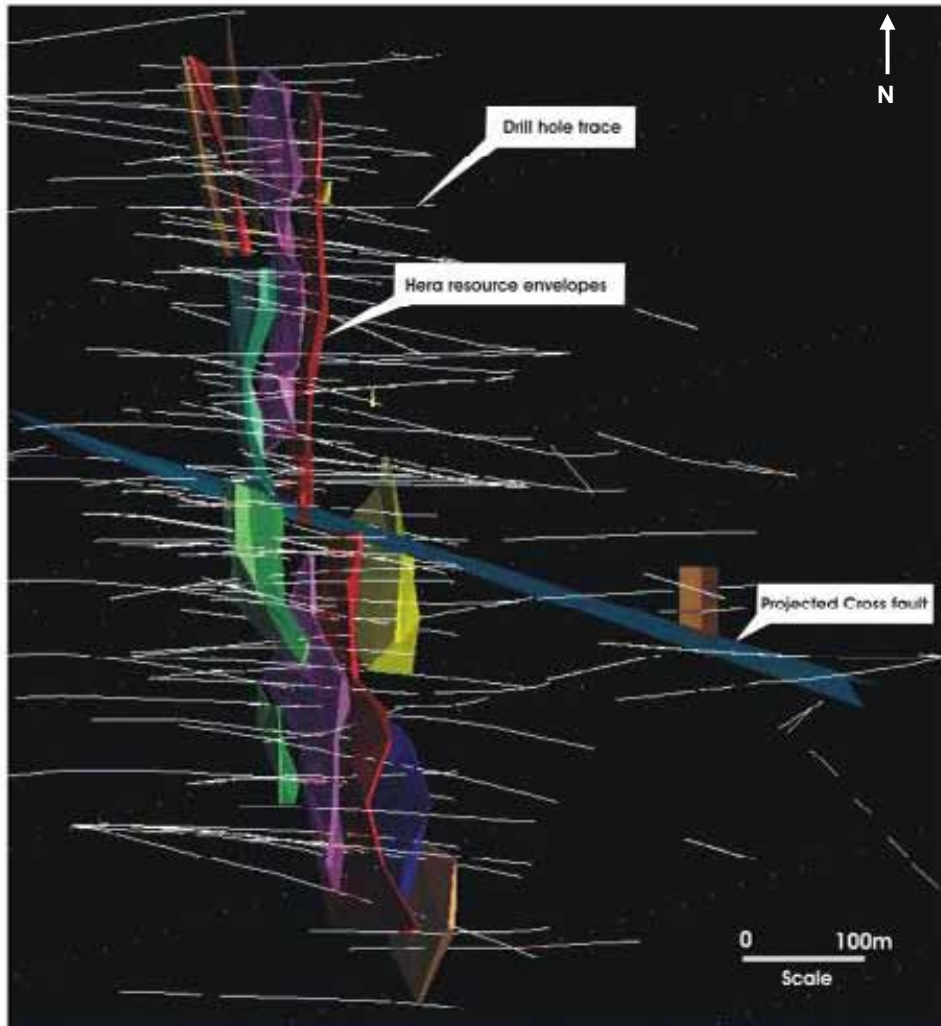 N
Drill hole trace
Hera resource envelopes
Projected Cross fault
0 100m
Scale